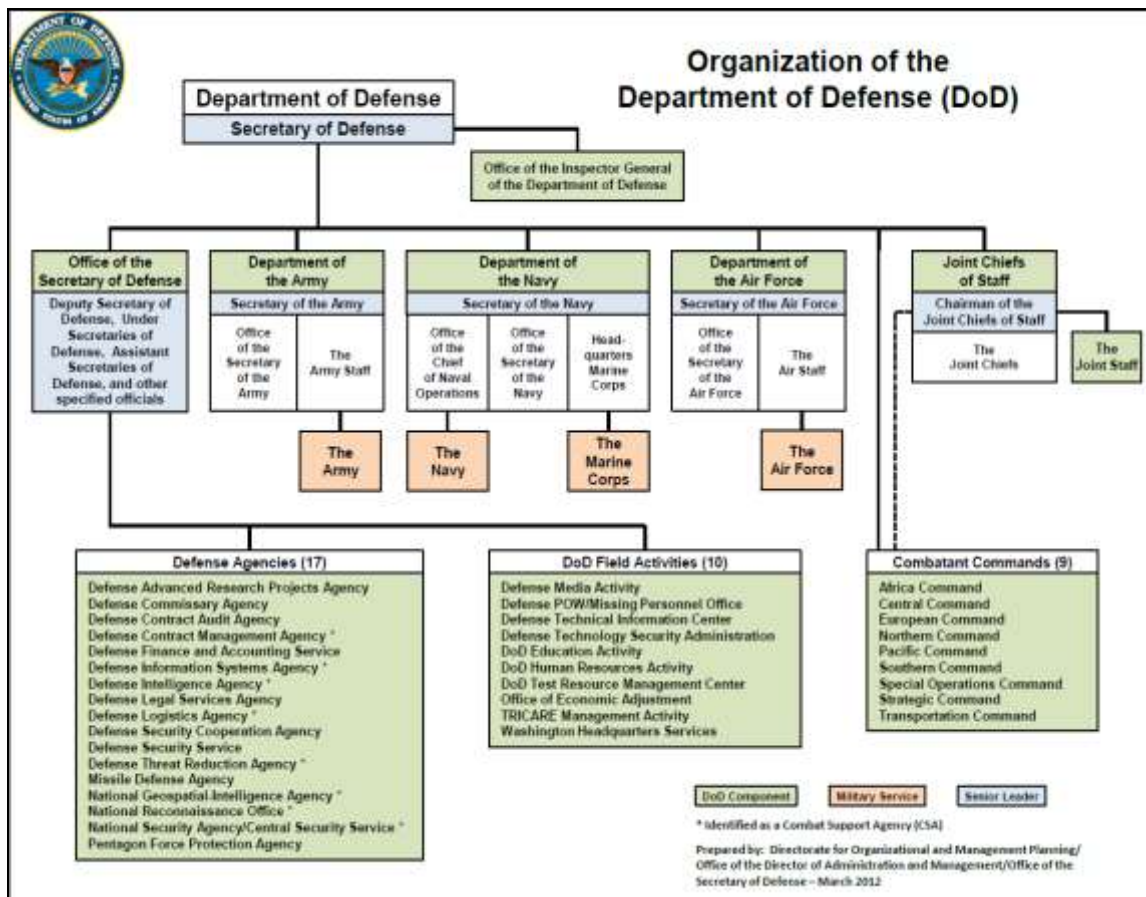 DEPARTMENT OF DEFENSE
UNITED STATES OF AMERICA
Organization of the
Department of Defense (DoD)
Department of Defense
Secretary of Defense
Office of the Inspector General
of the Department of Defense
Office of the
Secretary of Defense
Deputy Secretary of
Defense, Under
Secretaries of
Defense, Assistant
Secretaries of
Defense, and other
specified officials
Department of
the Army
Secretary of the Army
Office
of the
Secretary
of the
Army
The
Army Staff
Department of
the Navy
Secretary of the Navy
Office
of the
Chief
of Naval
Operations
Office
of the
Secretary
of the
Navy
Head-
quarters
Marine
Corps
Department of
the Air Force
Secretary of the Air Force
Office
of the
Secretary
of the
Air Force
The
Air Staff
Joint Chiefs
of Staff
Chairman of the
Joint Chiefs of Staff
The
Joint Chiefs
The
Joint Staff
The
Army
The
Navy
The
Marine
Corps
The
Air Force
Defense Agencies (17)
Defense Advanced Research Projects Agency
Defense Commissary Agency
Defense Contract Audit Agency
Defense Contract Management Agency *
Defense Finance and Accounting Service
Defense Information Systems Agency *
Defense Intelligence Agency *
Defense Legal Services Agency
Defense Logistics Agency *
Defense Security Cooperation Agency
Defense Security Service
Defense Threat Reduction Agency *
Missile Defense Agency
National Geospatial-Intelligence Agency *
National Reconnaissance Office *
National Security Agency/Central Security Service *
Pentagon Force Protection Agency
DoD Field Activities (10)
Defense Media Activity
Defense POW/Missing Personnel Office
Defense Technical Information Center
Defense Technology Security Administration
DoD Education Activity
DoD Human Resources Activity
DoD Test Resource Management Center
Office of Economic Adjustment
TRICARE Management Activity
Washington Headquarters Services
Combatant Commands (9)
Africa Command
Central Command
European Command
Northern Command
Pacific Command
Southern Command
Special Operations Command
Strategic Command
Transportation Command
DoD Component
Military Service
Senior Leader
* Identified as a Combat Support Agency (CSA)
Prepared by: Directorate for Organizational and Management Planning/
Office of the Director of Administration and Management/Office of the
Secretary of Defense – March 2012